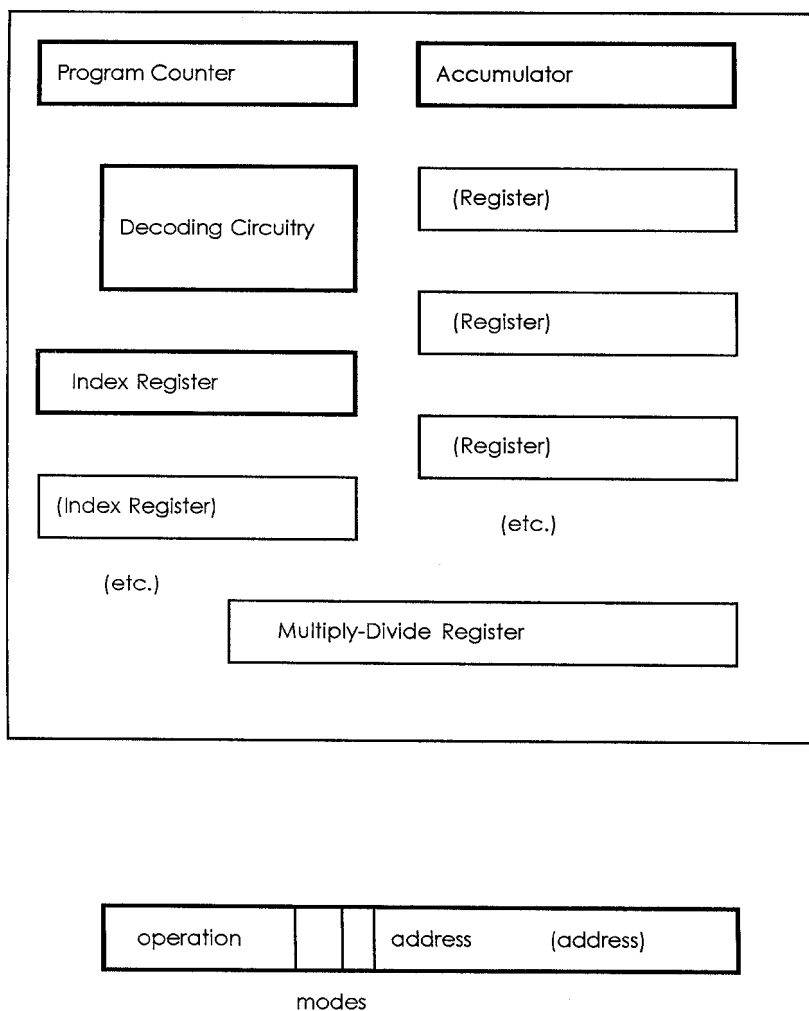 Program Counter
Accumulator
Decoding Circuitry
(Register)
(Register)
Index Register
(Register)
(Index Register)
(etc.)
(etc.)
Multiply-Divide Register
operation
address
(address)
modes